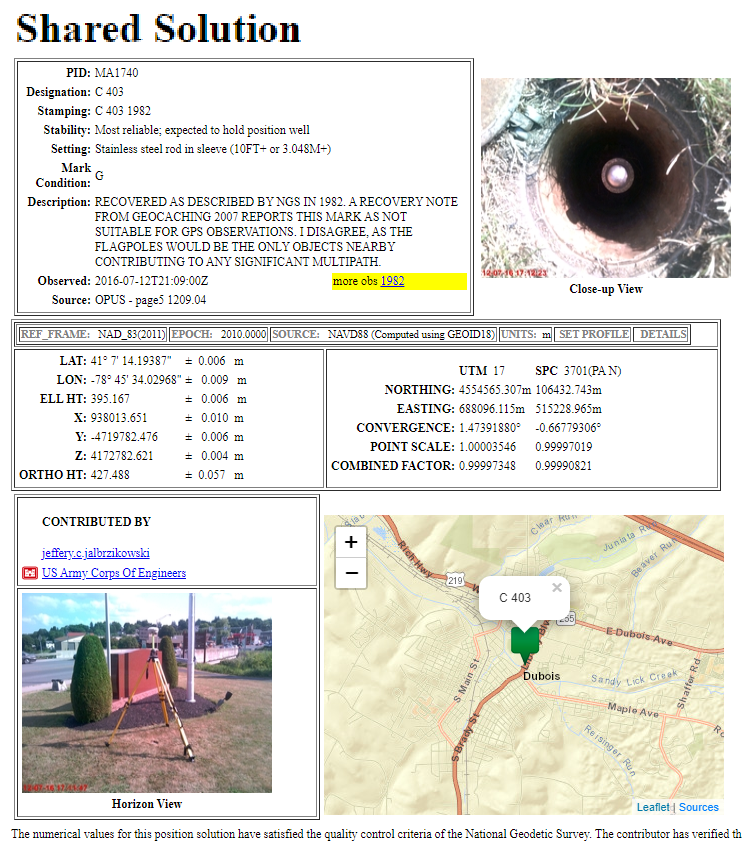 Shared Solution
PID: MA1740
Designation: C 403
Stamping: C 403 1982
Stability: Most reliable; expected to hold position well
Setting: Stainless steel rod in sleeve (10FT+ or 3.048M+)
Mark
Condition: G
Description: RECOVERED AS DESCRIBED BY NGS IN 1982. A RECOVERY NOTE
FROM GEOCACHING 2007 REPORTS THIS MARK AS NOT
SUITABLE FOR GPS OBSERVATIONS. I DISAGREE, AS THE
FLAGPOLES WOULD BE THE ONLY OBJECTS NEARBY
CONTRIBUTING TO ANY SIGNIFICANT MULTIPATH.
Observed: 2016-07-12T21:09:00Z more obs 1982
Source: OPUS - page5 1209.04
Close-up View
REF_FRAME: NAD_83(2011) EPOCH: 2010.0000 SOURCE: NAVD88 (Computed using GEOID18) UNITS: m SET PROFILE DETAILS
LAT: 41° 7' 14.19387" ± 0.006 m
LON: -78° 45' 34.02968" ± 0.009 m
ELL HT: 395.167 ± 0.006 m
X: 938013.651 ± 0.010 m
Y: -4719782.476 ± 0.006 m
Z: 4172782.621 ± 0.004 m
ORTHO HT: 427.488 ± 0.057 m
UTM 17 SPC 3701(PA N)
NORTHING: 4554565.307m 106432.743m
EASTING: 688096.115m 515228.965m
CONVERGENCE: 1.47391880° -0.66779306°
POINT SCALE: 1.00003546 0.99997019
COMBINED FACTOR: 0.99997348 0.99990821
CONTRIBUTED BY
jeffery.c.jalbrzikowski
US Army Corps Of Engineers
Horizon View
+
−
Rich Hwy
219
Clear Run
Juniata Run
Beaver Run
C 403
×
255
E Dubois Ave
Dubois
Sandy Lick Creek
Shaffer Rd
S Main St
Maple Ave
S Brady St
Reisinger Run
Leaflet | Sources
The numerical values for this position solution have satisfied the quality control criteria of the National Geodetic Survey. The contributor has verified th